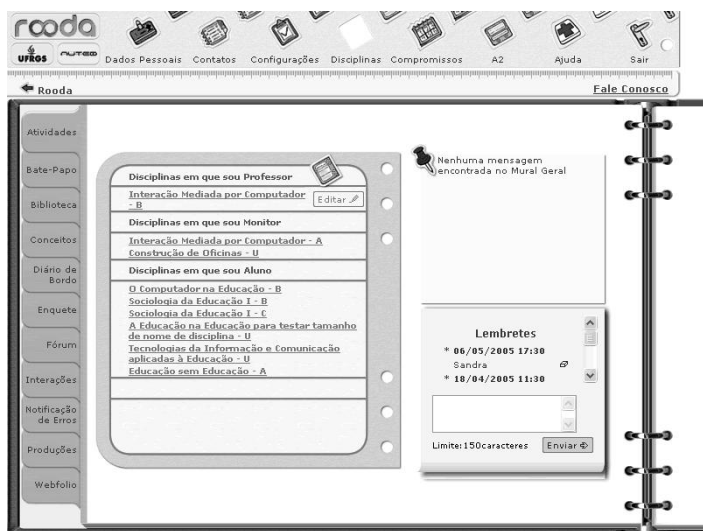 rooda
UFRGS NUTED
Dados Pessoais Contatos Configurações Disciplinas Compromissos A2 Ajuda Sair
Rooda
Fale Conosco
Atividades
Bate-Papo
Biblioteca
Conceitos
Diário de
Bordo
Enquete
Fórum
Interações
Notificação
de Erros
Produções
Webfolio
Disciplinas em que sou Professor
Interação Mediada por Computador
- B
Editar
Disciplinas em que sou Monitor
Interação Mediada por Computador - A
Construção de Oficinas - U
Disciplinas em que sou Aluno
O Computador na Educação - B
Sociologia da Educação I - B
Sociologia da Educação I - C
A Educação na Educação para testar tamanho
de nome de disciplina - U
Tecnologias da Informação e Comunicação
aplicadas à Educação - U
Educação sem Educação - A
Nenhuma mensagem
encontrada no Mural Geral
Lembretes
* 06/05/2005 17:30
Sandra
* 18/04/2005 11:30
Limite:150caracteres
Enviar